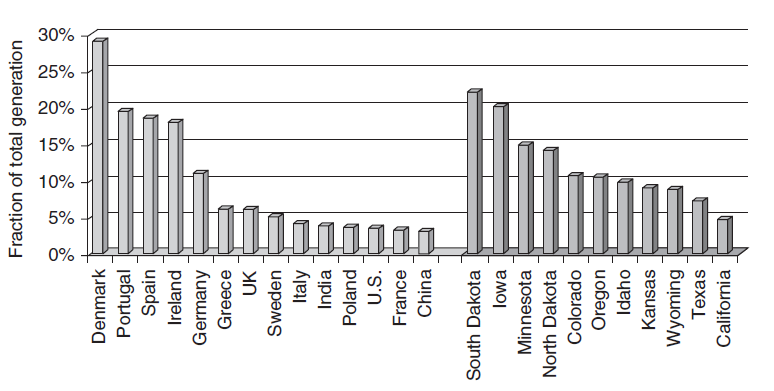 Fraction of total generation
30%
25%
20%
15%
10%
5%
0%
Denmark
Portugal
Spain
Ireland
Germany
Greece
UK
Sweden
Italy
India
Poland
U.S.
France
China
South Dakota
Iowa
Minnesota
North Dakota
Colorado
Oregon
Idaho
Kansas
Wyoming
Texas
California